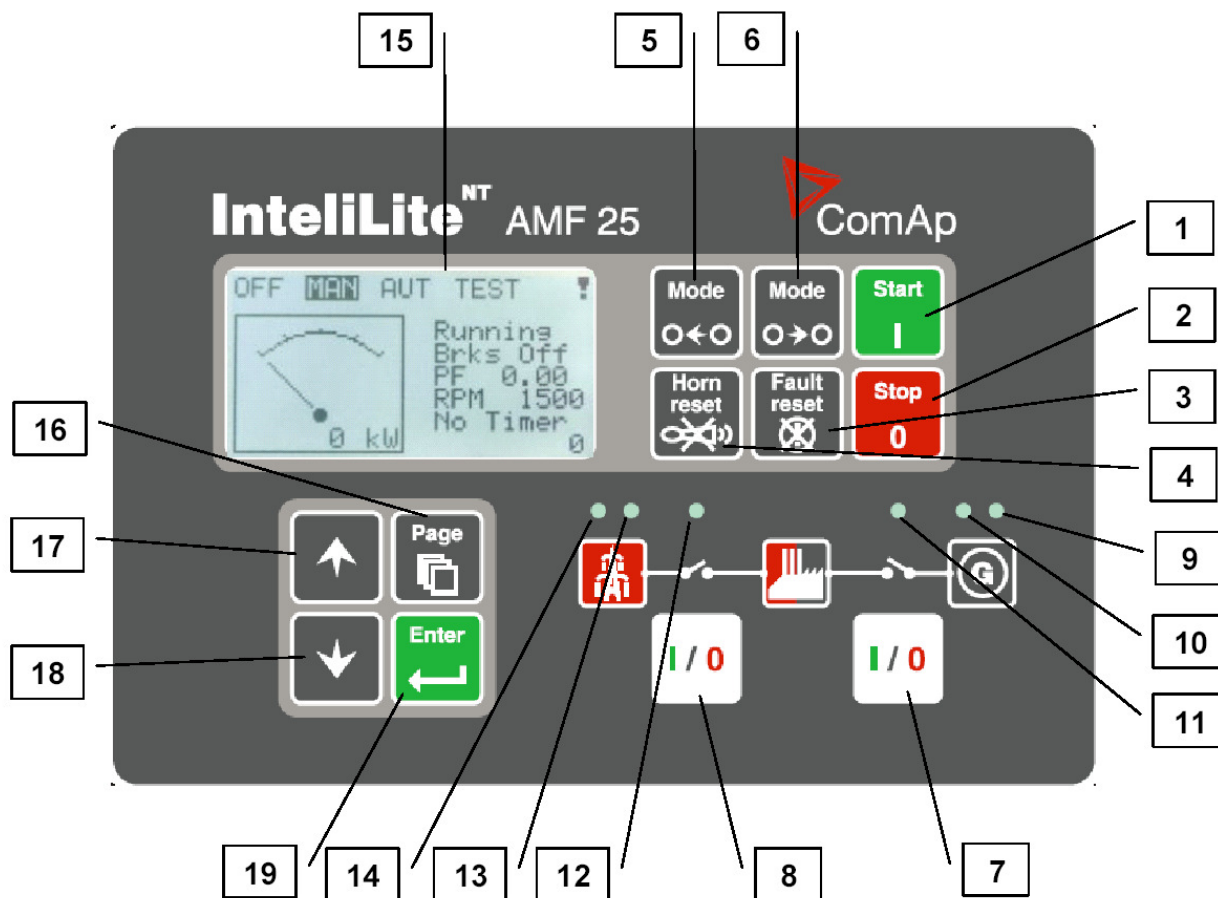 15
5
6
InteliLite NT AMF 25
ComAp
1
OFF MAN AUT TEST !
Running
Brks Off
PF 0.00
RPM 1500
No Timer
0
0 kW
Mode
Mode
Start
I
2
Horn reset
Fault reset
Stop
0
3
4
16
17
Page
9
G
10
18
Enter
I / 0
I / 0
11
19
14
13
12
8
7